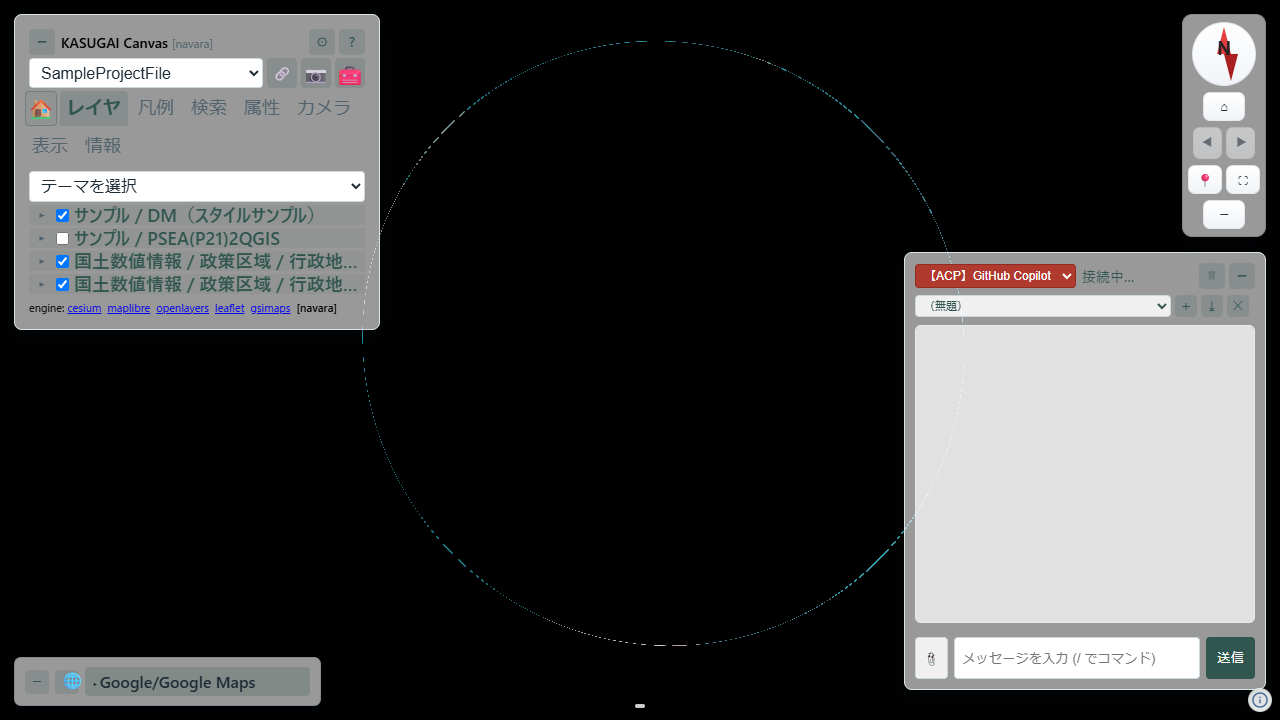 KASUGAI Canvas [navara]
?
SampleProjectFile
レイヤ 凡例 検索 属性 カメラ
表示 情報
テーマを選択
サンプル / DM（スタイルサンプル）
サンプル / PSEA(P21)2QGIS
国土数値情報 / 政策区域 / 行政地...
国土数値情報 / 政策区域 / 行政地...
engine: cesium maplibre openlayers leaflet gsimaps [navara]
N
【ACP】GitHub Copilot 接続中...
（無題）
メッセージを入力 (/ でコマンド) 送信
Google/Google Maps